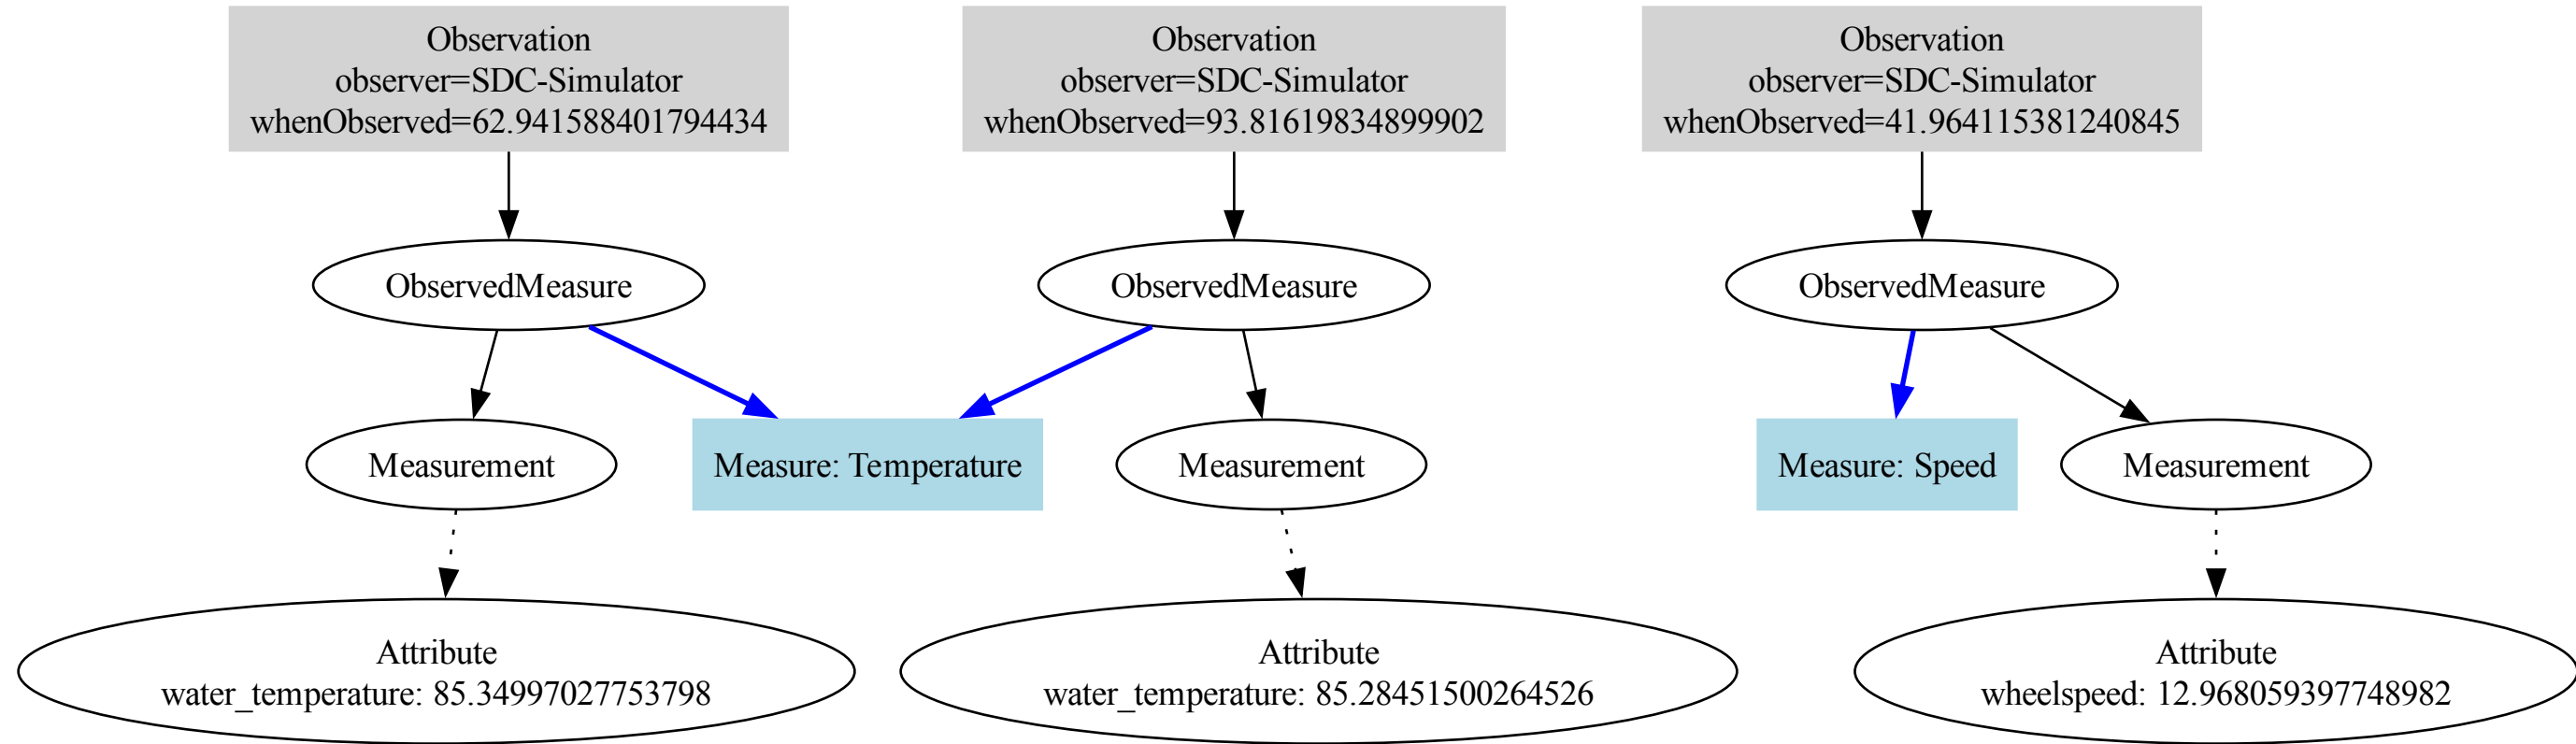 Observation
observer=SDC-Simulator
whenObserved=62.941588401794434
Observation
observer=SDC-Simulator
whenObserved=93.81619834899902
Observation
observer=SDC-Simulator
whenObserved=41.964115381240845
ObservedMeasure
ObservedMeasure
ObservedMeasure
Measurement
Measure: Temperature
Measurement
Measure: Speed
Measurement
Attribute
water_temperature: 85.34997027753798
Attribute
water_temperature: 85.28451500264526
Attribute
wheelspeed: 12.968059397748982